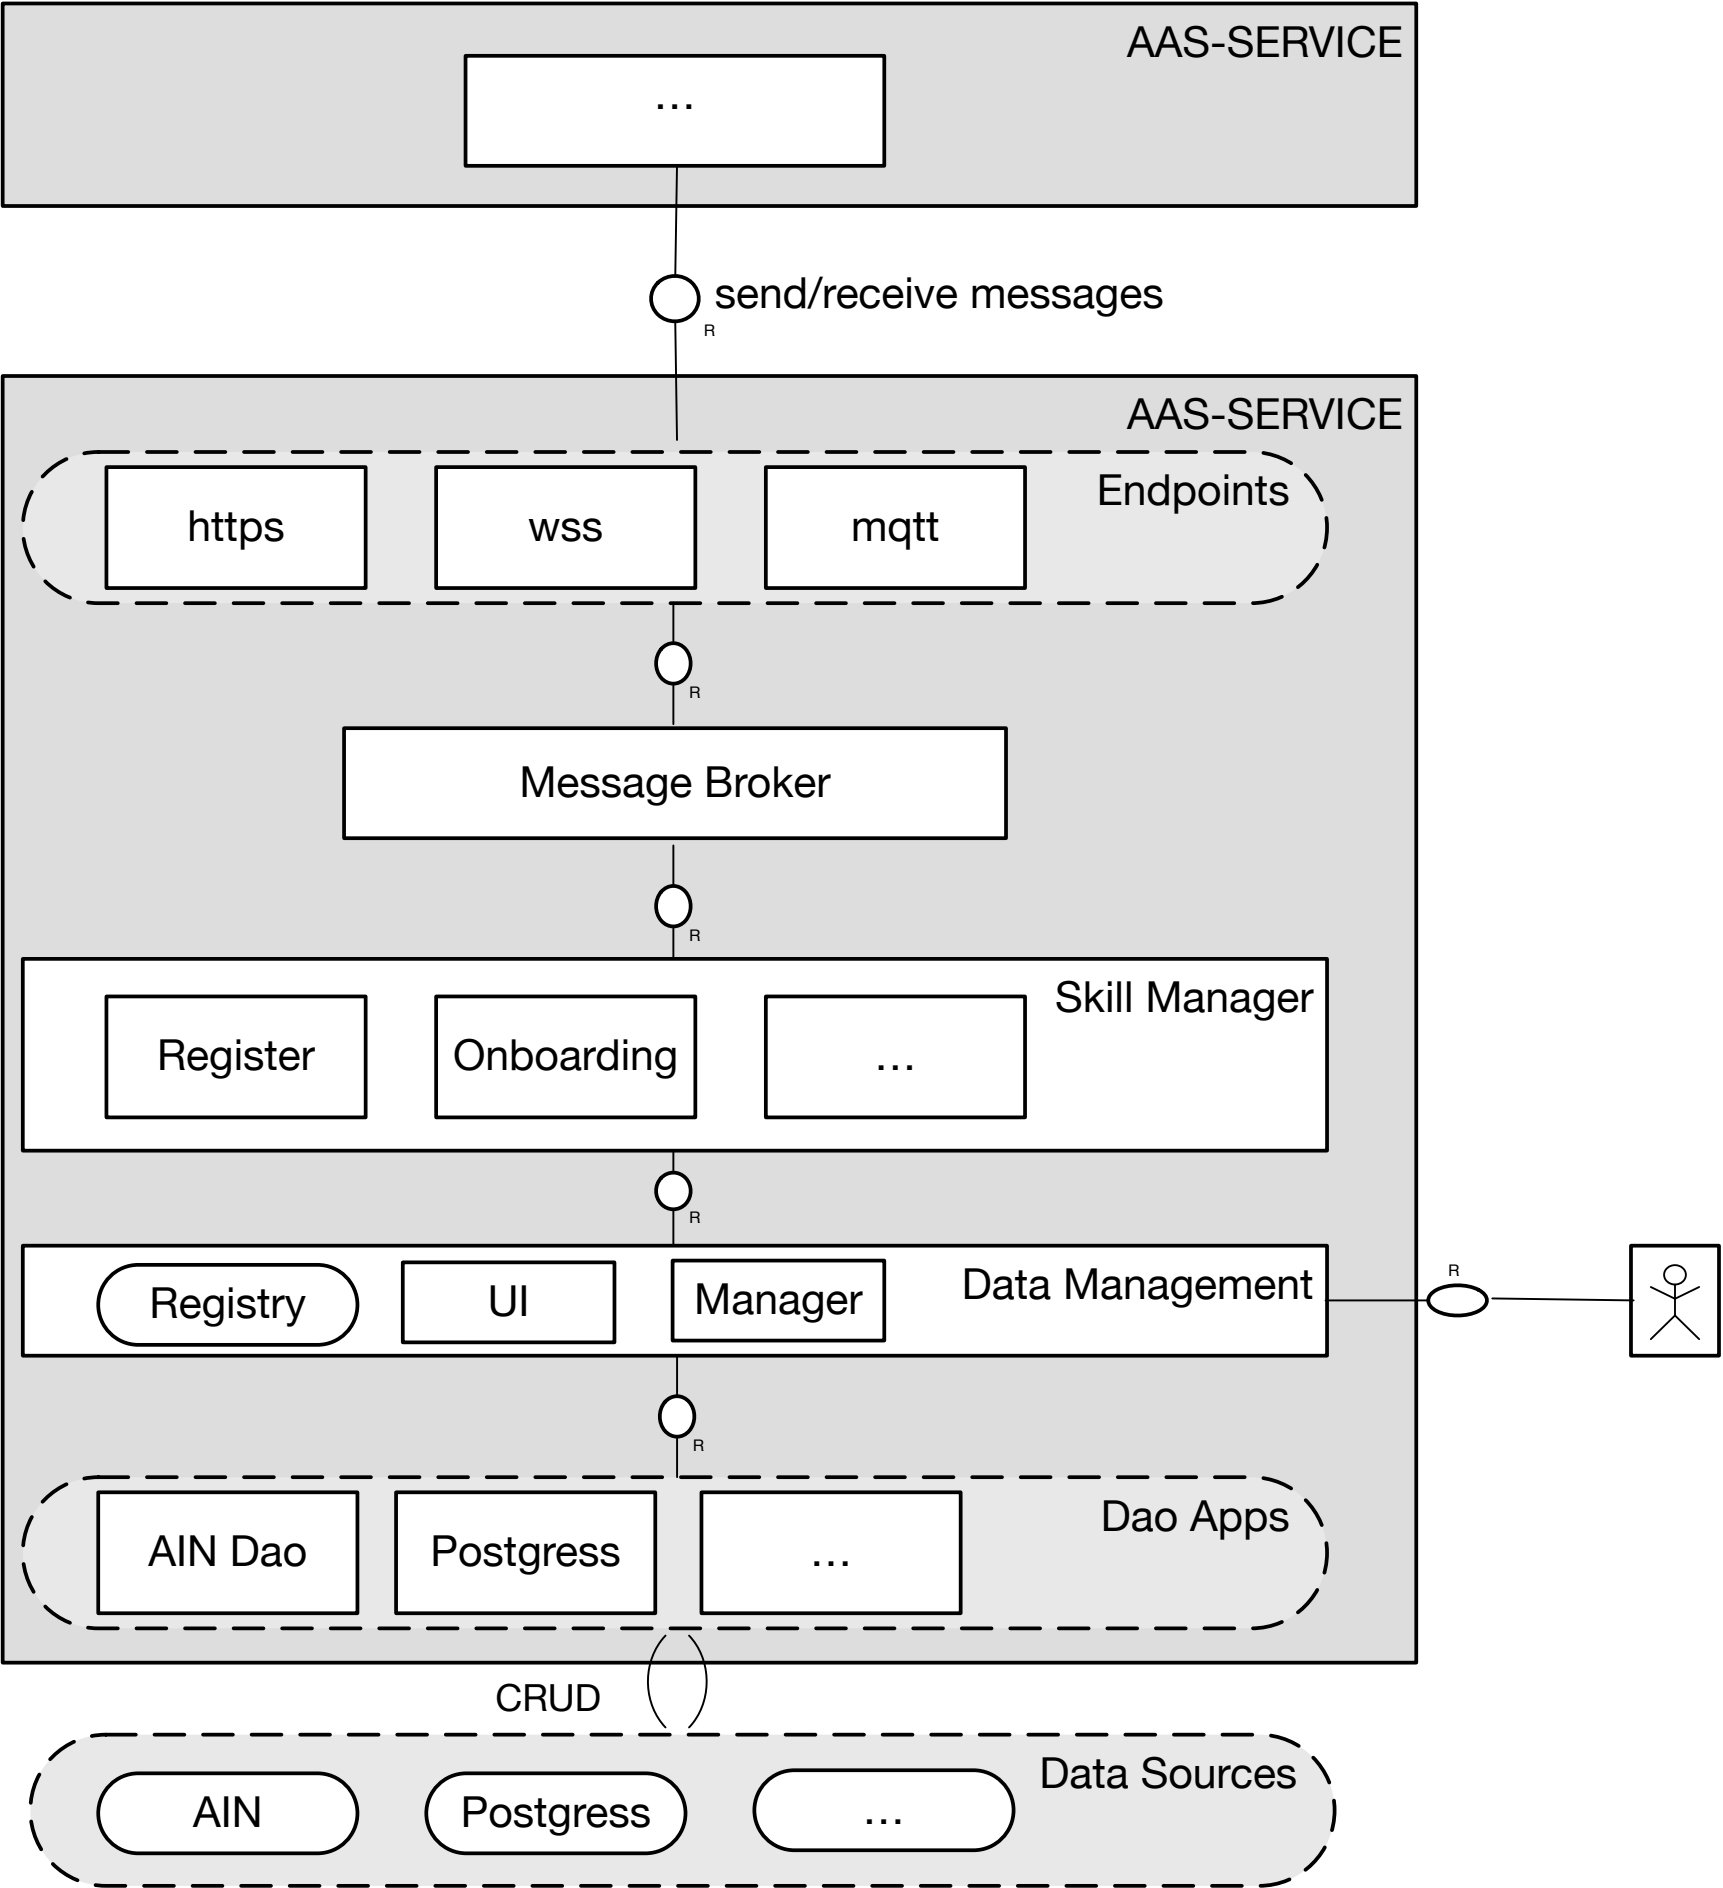 AAS-SERVICE
...
send/receive messages
R
AAS-SERVICE
Endpoints
https
wss
mqtt
R
Message Broker
R
Skill Manager
Register
Onboarding
...
R
Registry
UI
Manager
Data Management
R
R
Dao Apps
AIN Dao
Postgress
...
CRUD
Data Sources
AIN
Postgress
...